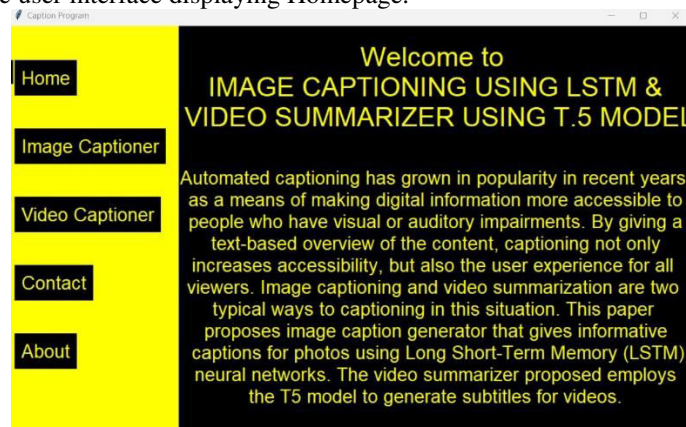 user interface displaying Homepage.
Caption Program
Home
Image Captioner
Video Captioner
Contact
About
Welcome to
IMAGE CAPTIONING USING LSTM &
VIDEO SUMMARIZER USING T.5 MODEL
Automated captioning has grown in popularity in recent years
as a means of making digital information more accessible to
people who have visual or auditory impairments. By giving a
text-based overview of the content, captioning not only
increases accessibility, but also the user experience for all
viewers. Image captioning and video summarization are two
typical ways to captioning in this situation. This paper
proposes image caption generator that gives informative
captions for photos using Long Short-Term Memory (LSTM)
neural networks. The video summarizer proposed employs
the T5 model to generate subtitles for videos.